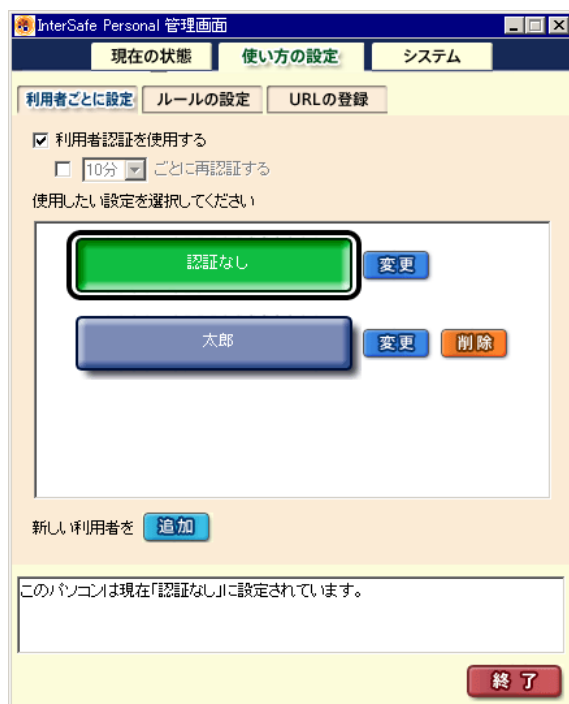 InterSafe Personal 管理画面
現在の状態 使い方の設定 システム
利用者ごとに設定 ルールの設定 URLの登録
利用者認証を使用する
10分 ごとに再認証する
使用したい設定を選択してください
認証なし 変更
太郎 変更 削除
新しい利用者を 追加
このパソコンは現在「認証なし」に設定されています。
終了